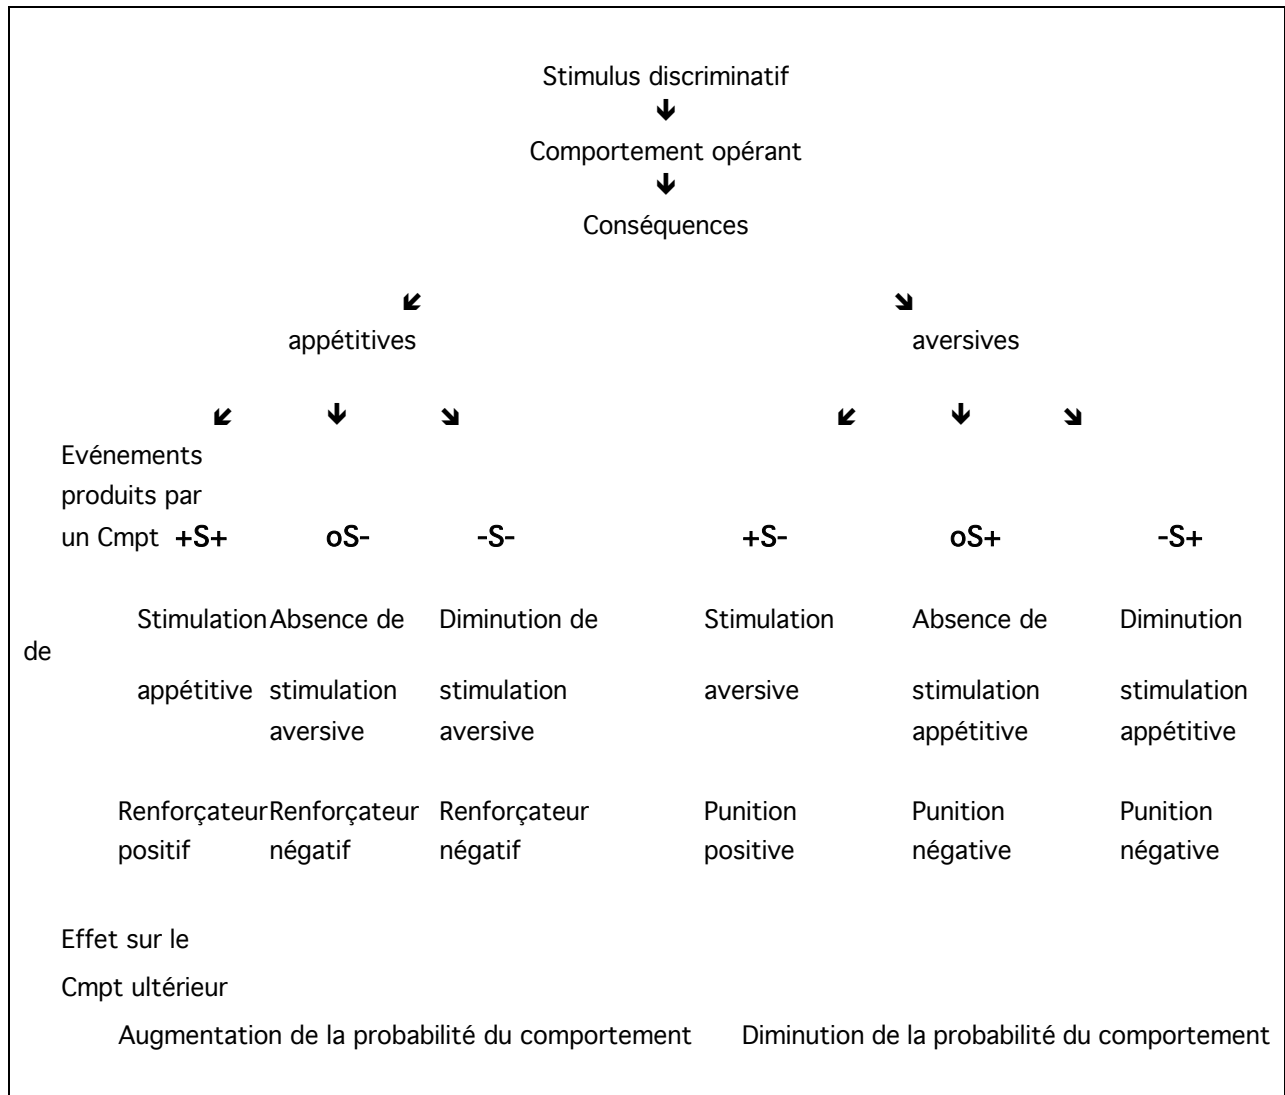 Stimulus discriminatif
🡻
Comportement opérant
🡻
Conséquences
🡿 🡾
appétitives aversives
🡿 🡻 🡾 🡿 🡻 🡾
Evénements
produits par
un Cmpt +S+ oS- -S- +S- oS+ -S+
Stimulation Absence de Diminution de Stimulation Absence de Diminution
de
appétitive stimulation stimulation aversive stimulation stimulation
aversive aversive appétitive appétitive
Renforçateur Renforçateur Renforçateur Punition Punition Punition
positif négatif négatif positive négative négative
Effet sur le
Cmpt ultérieur
Augmentation de la probabilité du comportement Diminution de la probabilité du comportement